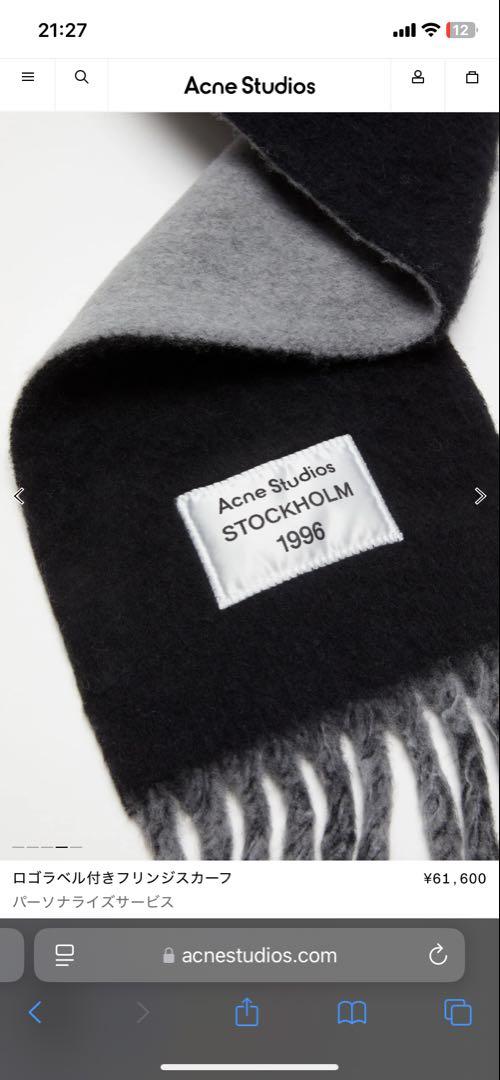 21:27
12
Acne Studios
Acne Studios
STOCKHOLM
1996
ロゴラベル付きフリンジスカーフ
¥61,600
パーソナライズサービス
acnestudios.com